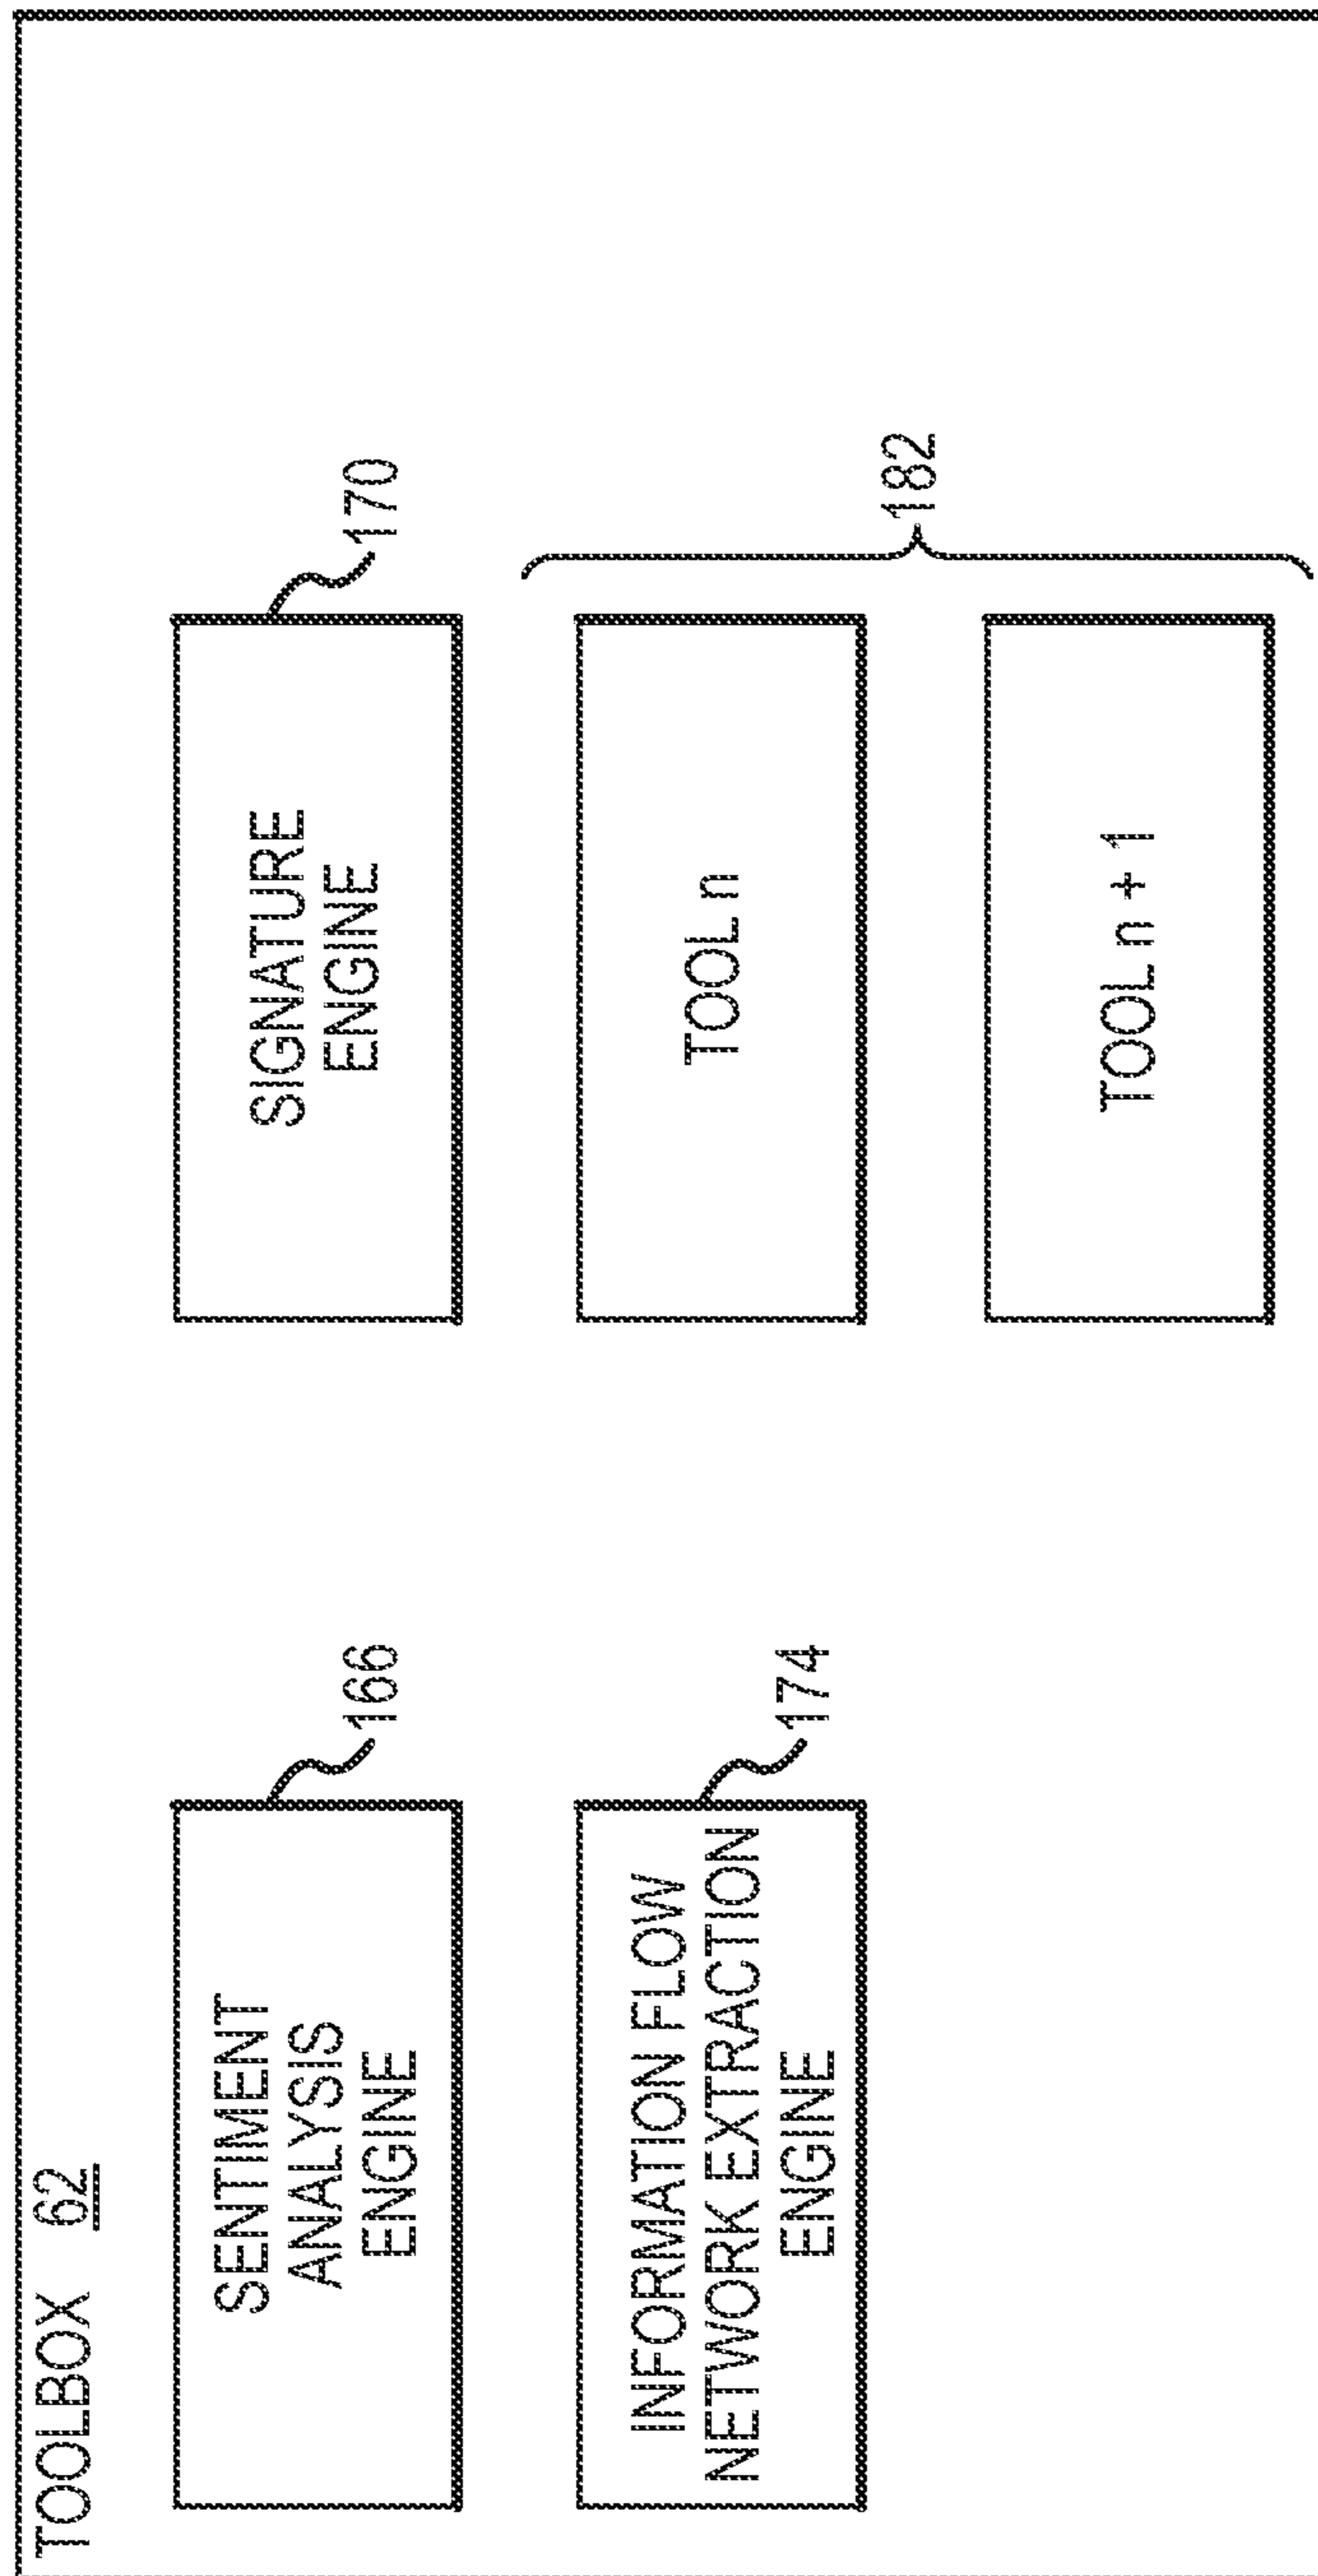 TOOLBOX 62
SENTIMENT
ANALYSIS
ENGINE
166
SIGNATURE
ENGINE
170
INFORMATION FLOW
NETWORK EXTRACTION
ENGINE
174
TOOL n
TOOL n + 1
182